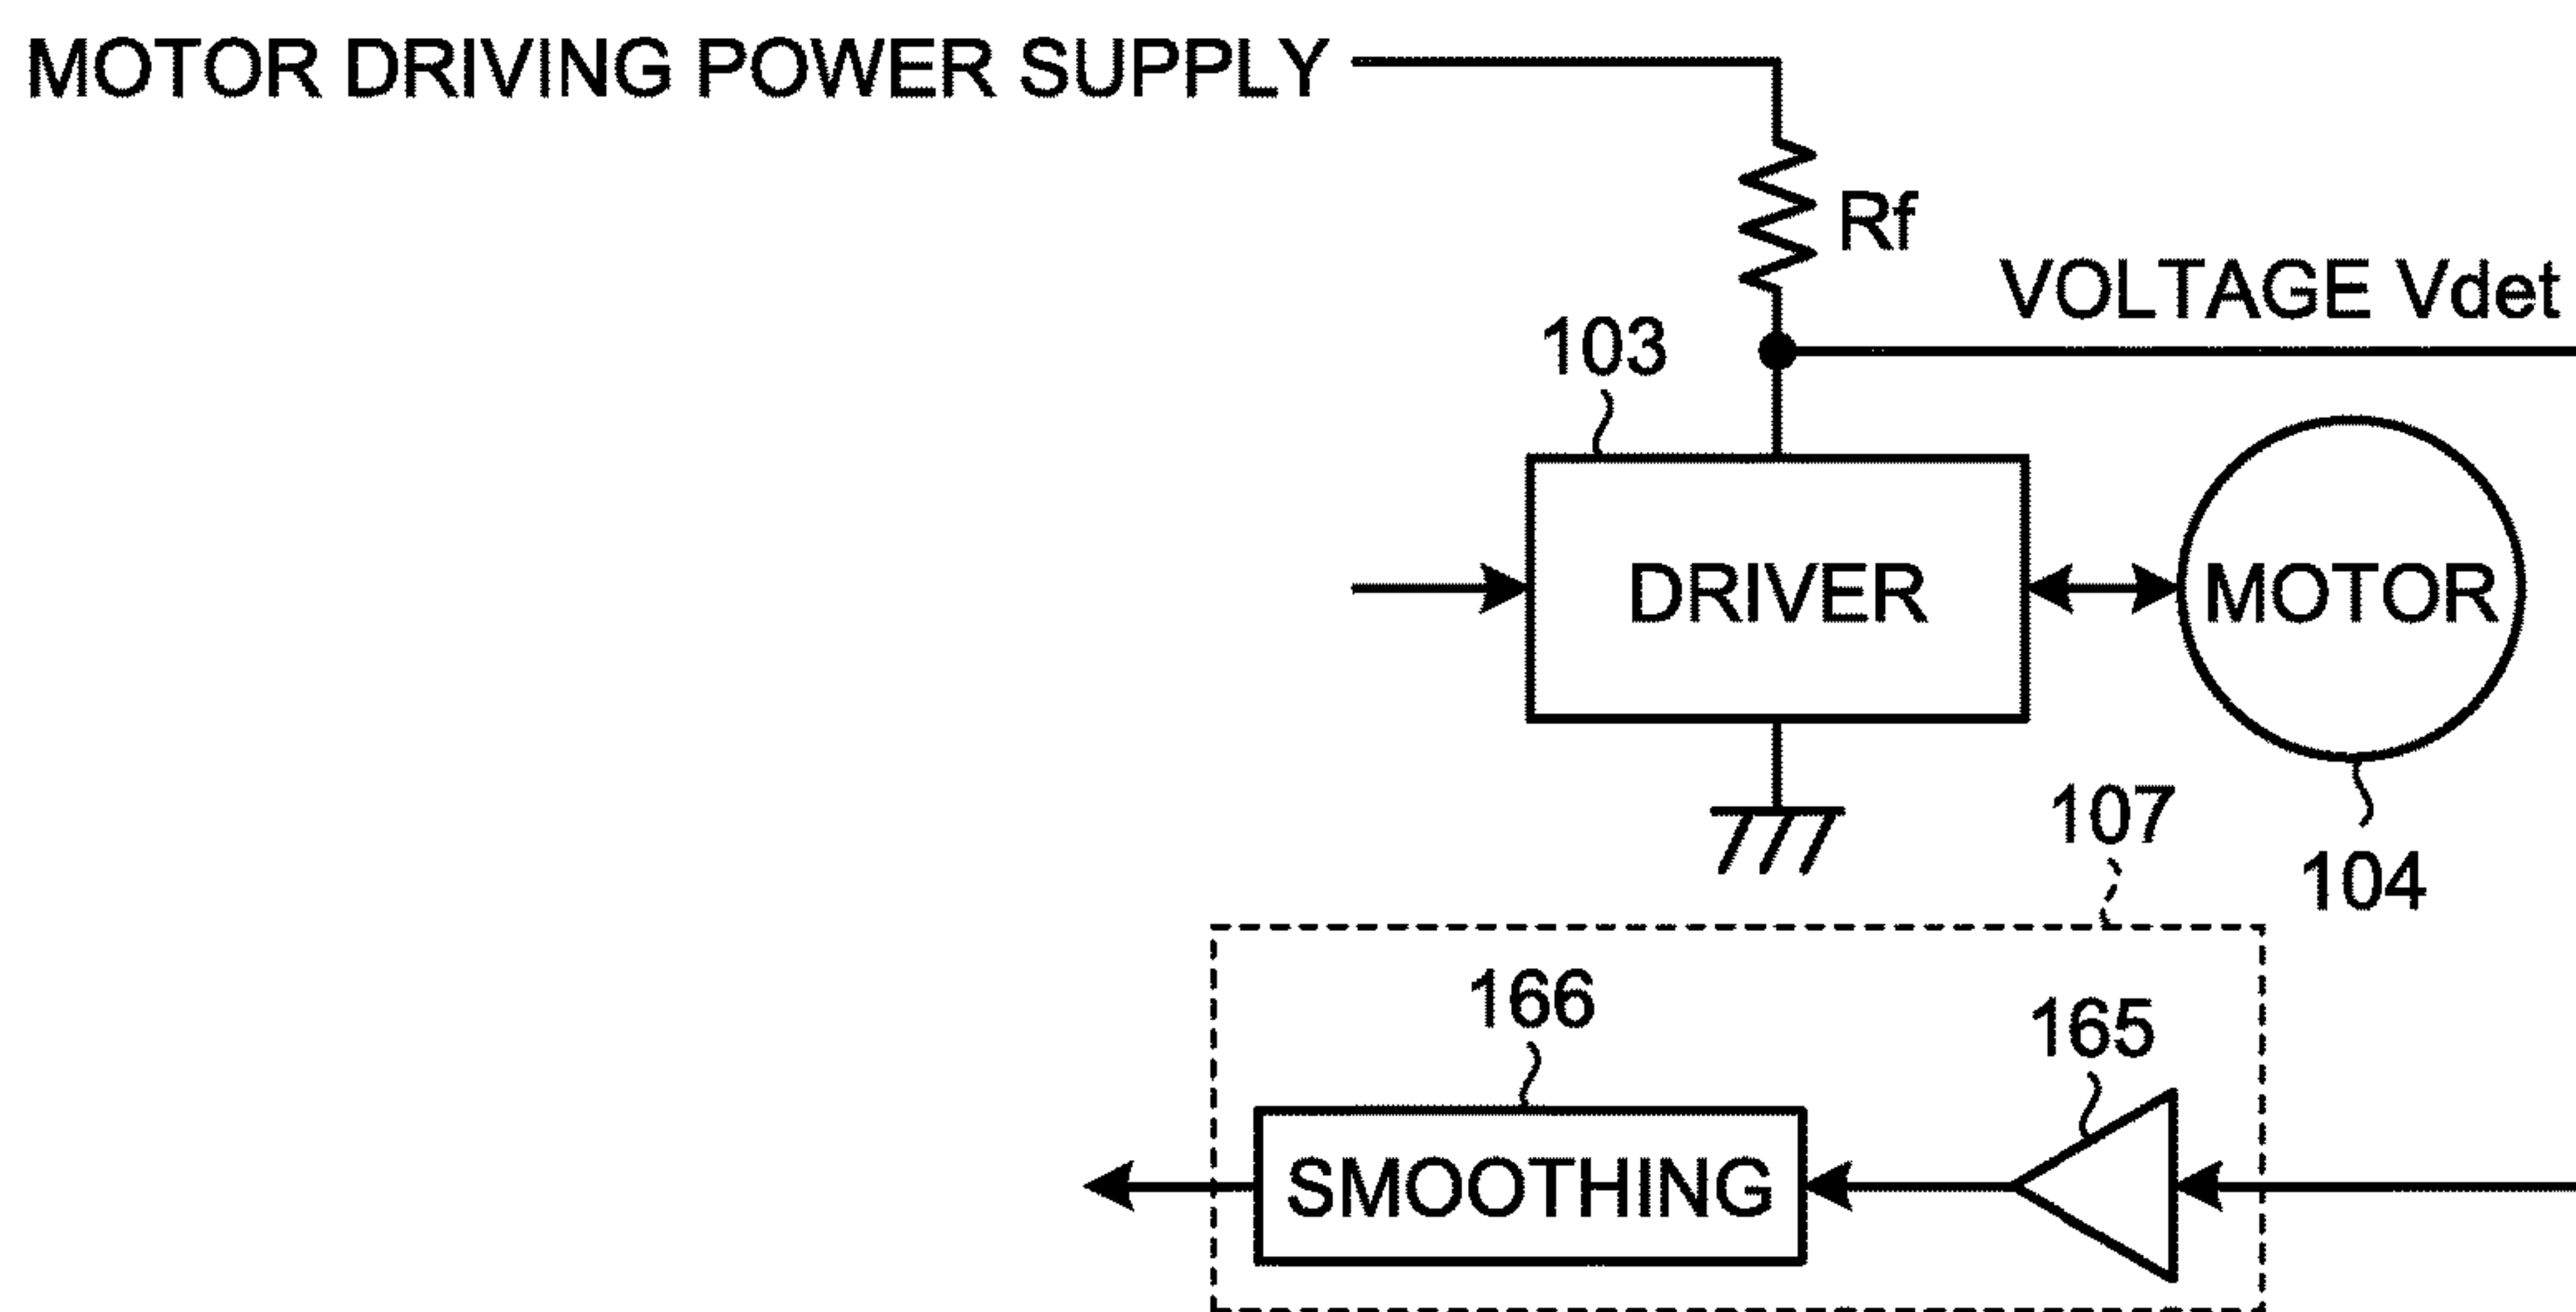 MOTOR DRIVING POWER SUPPLY
Rf
VOLTAGE Vdet
103
DRIVER
MOTOR
107
104
166
165
SMOOTHING